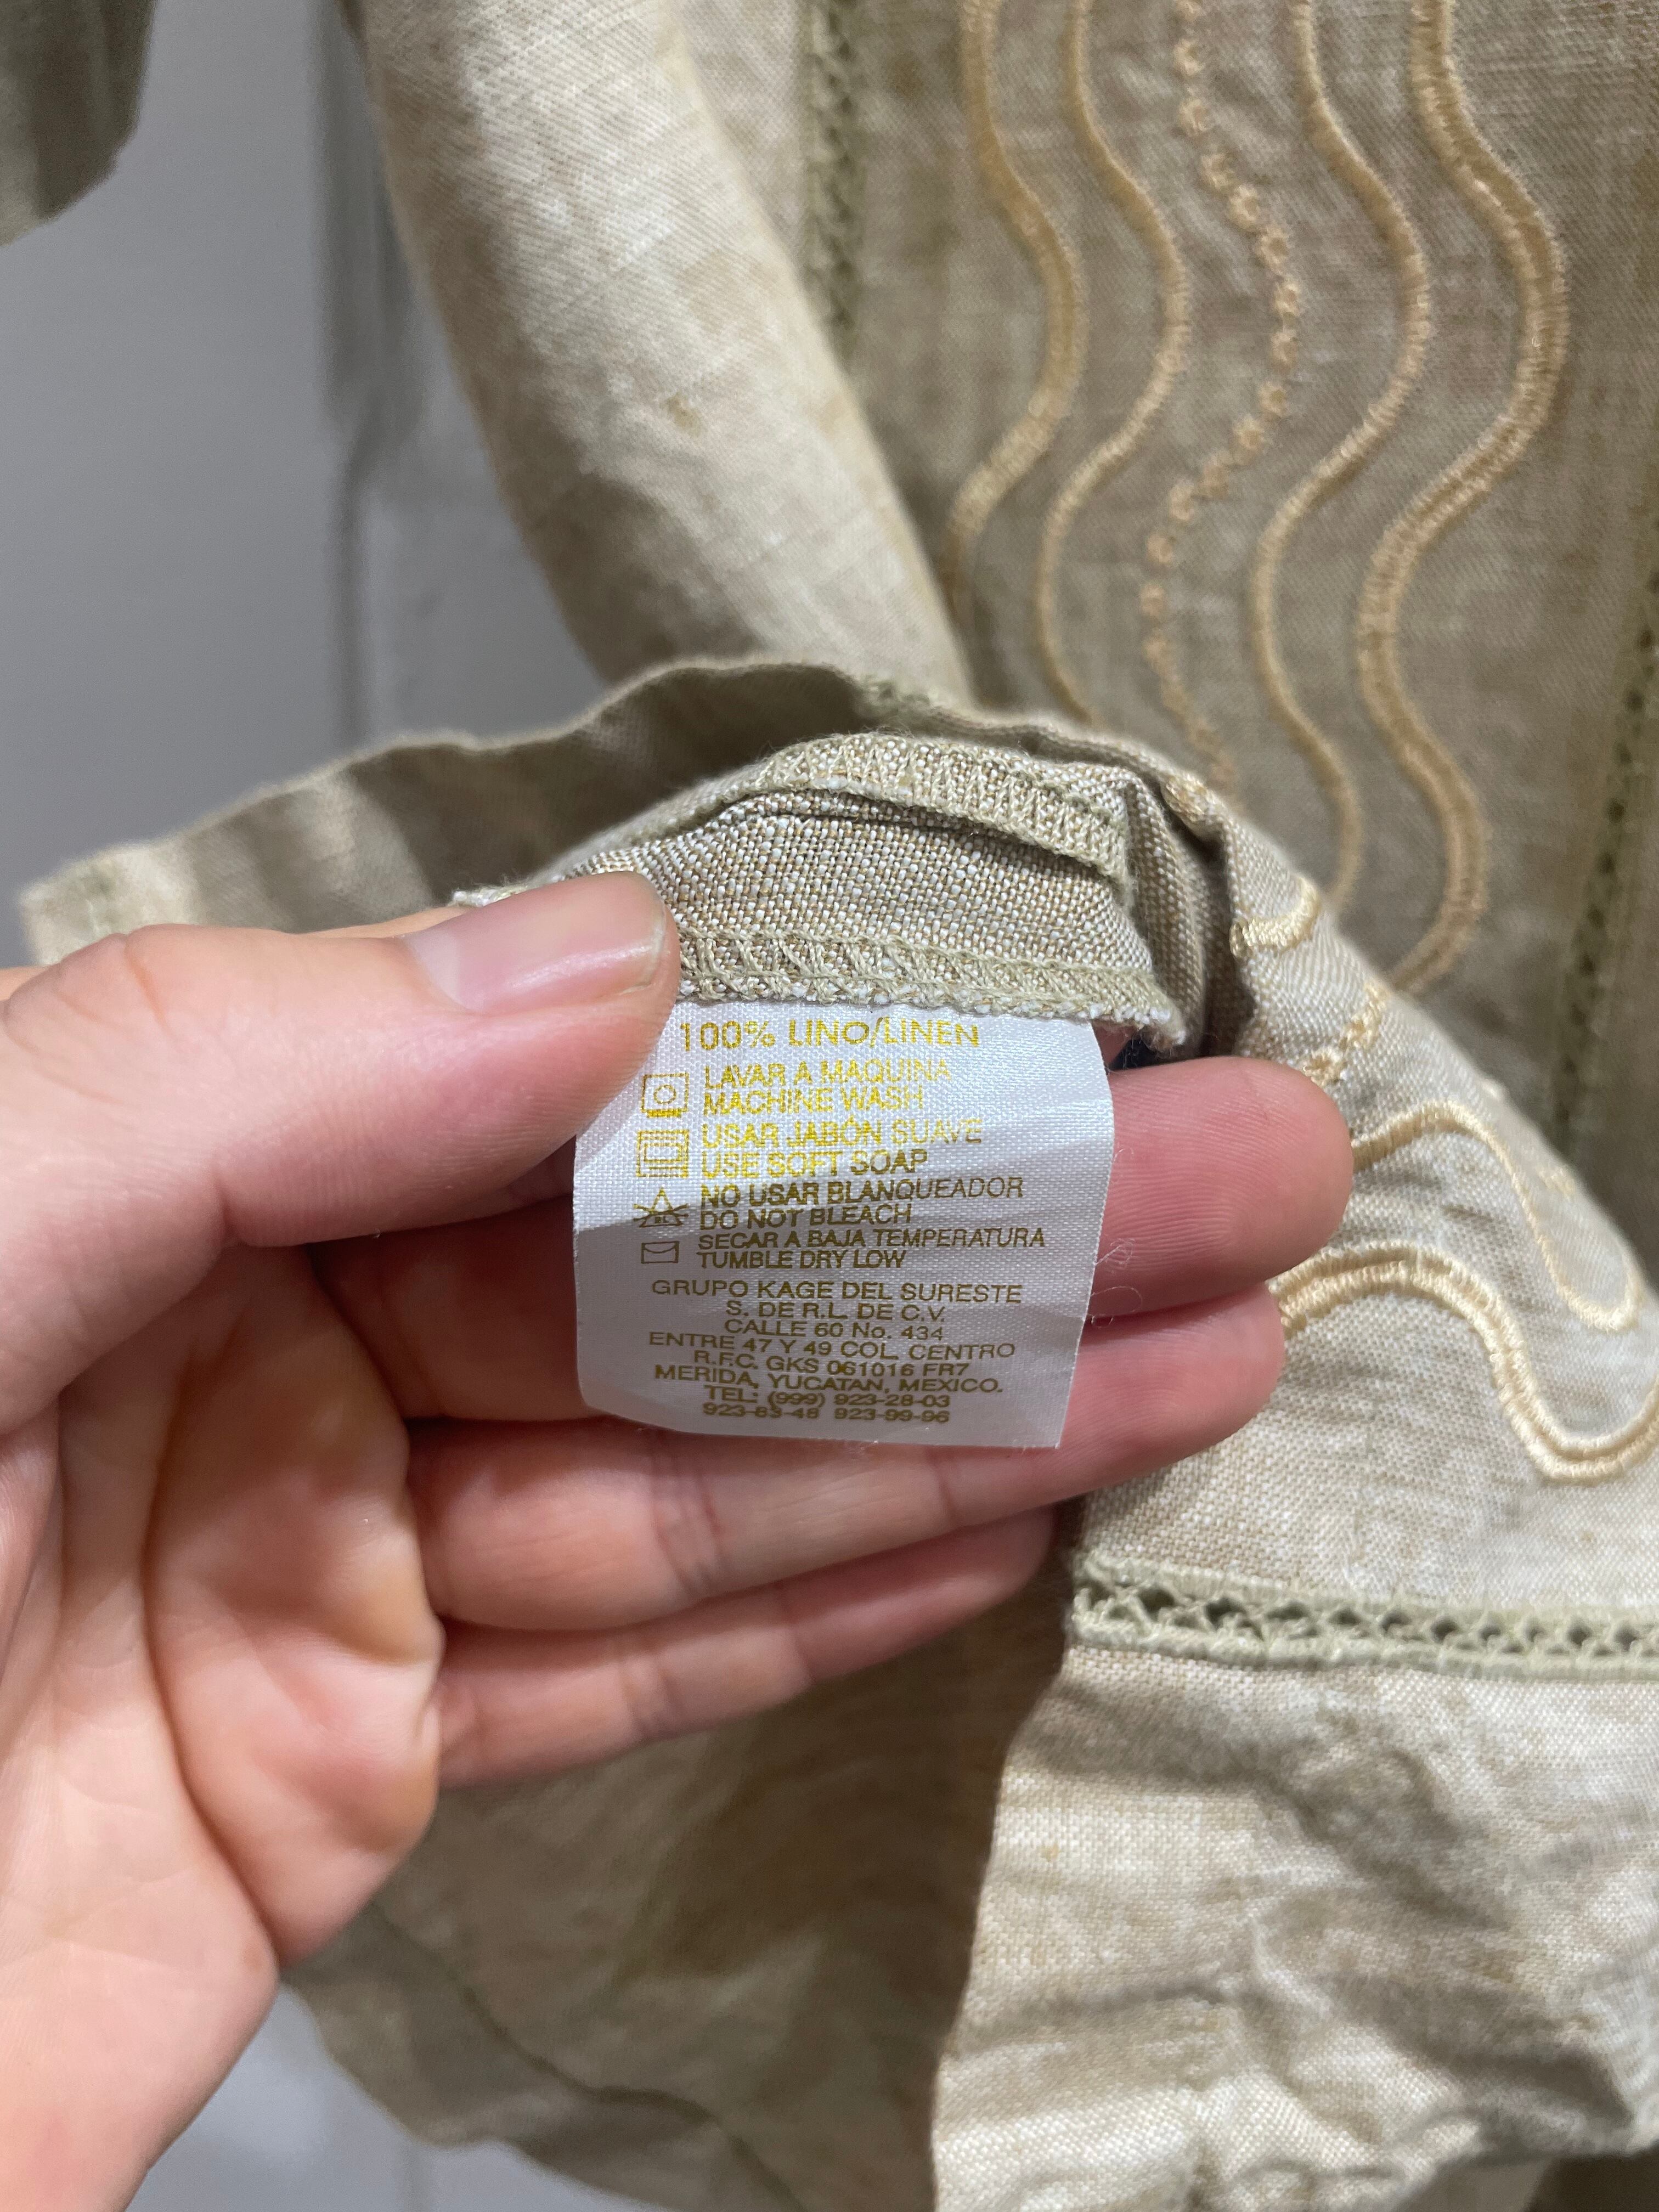 100% LINO/LINEN
LAVAR A MAQUINA
MACHINE WASH
USAR JABÓN SUAVE
USE SOFT SOAP
NO USAR BLANQUEADOR
DO NOT BLEACH
SECAR A BAJA TEMPERATURA
TUMBLE DRY LOW
GRUPO KAGE DEL SURESTE
S. DE R.L. DE C.V.
CALLE 60 No. 434
ENTRE 47 Y 49 COL. CENTRO
R.F.C. GKS 061016 FR7
MERIDA, YUCATAN, MEXICO.
TEL: (999) 923-28-03
923-83-48 923-99-96